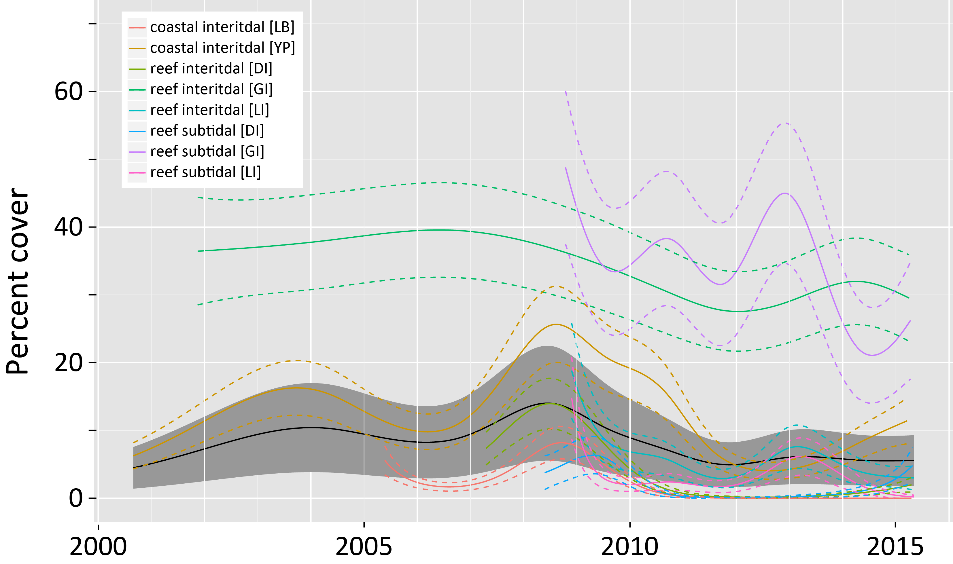 coastal interitdal [LB]
coastal interitdal [YP]
reef interitdal [DI]
reef interitdal [GI]
reef interitdal [LI]
reef subtidal [DI]
reef subtidal [GI]
reef subtidal [LI]
Percent cover
60
40
20
0
2000 2005 2010 2015